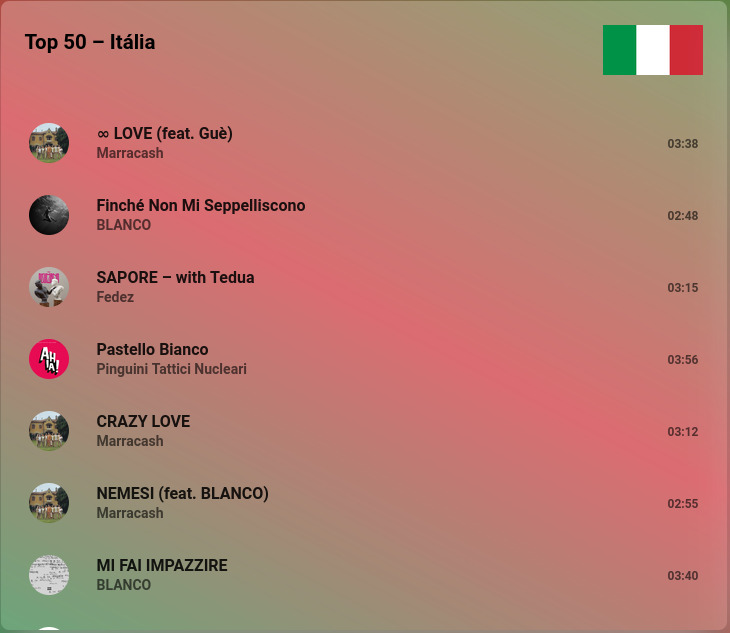 Top 50 – Itália
∞ LOVE (feat. Guè)
Marracash
03:38
Finché Non Mi Seppelliscono
BLANCO
02:48
SAPORE – with Tedua
Fedez
03:15
Pastello Bianco
Pinguini Tattici Nucleari
03:56
AH
IA!
CRAZY LOVE
Marracash
03:12
NEMESI (feat. BLANCO)
Marracash
02:55
MI FAI IMPAZZIRE
BLANCO
03:40